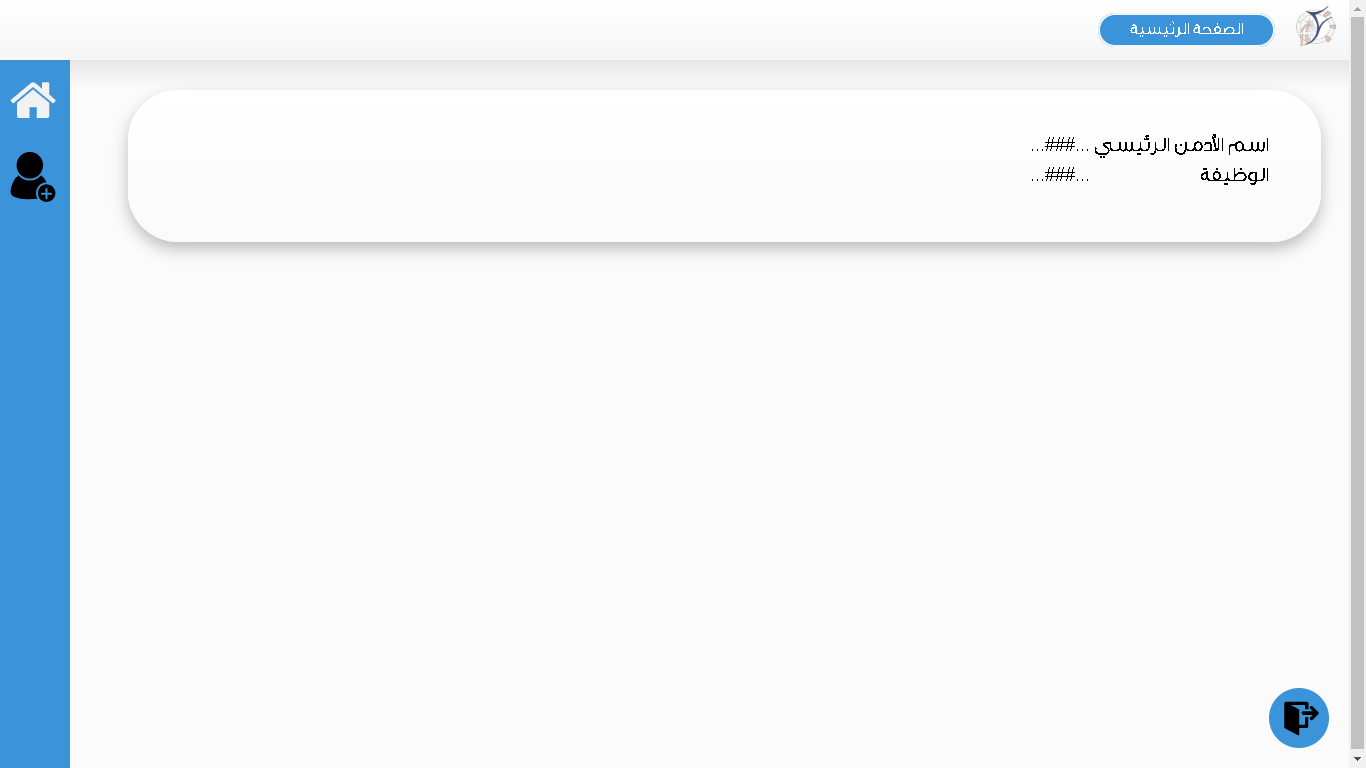 الصفحة الرئيسية
اسم الأدمن الرئيسي ...###...
الوظيفة ...###...